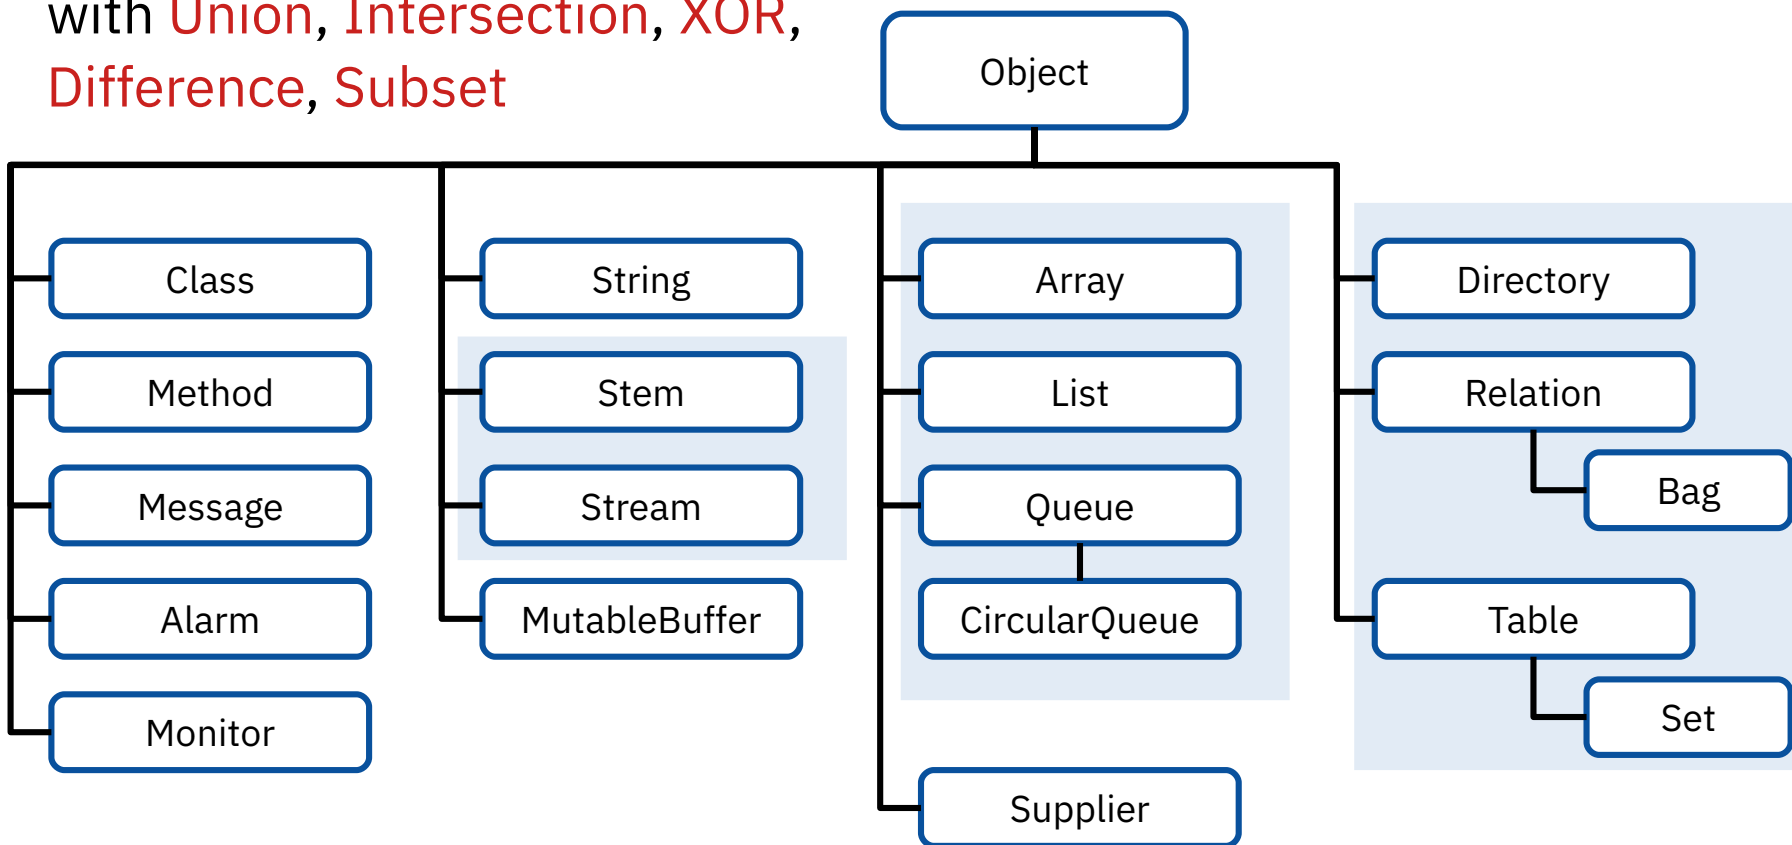 with Union, Intersection, XOR,
Difference, Subset
Object
Class
Method
Message
Alarm
Monitor
String
Stem
Stream
MutableBuffer
Array
List
Queue
CircularQueue
Supplier
Directory
Relation
Bag
Table
Set